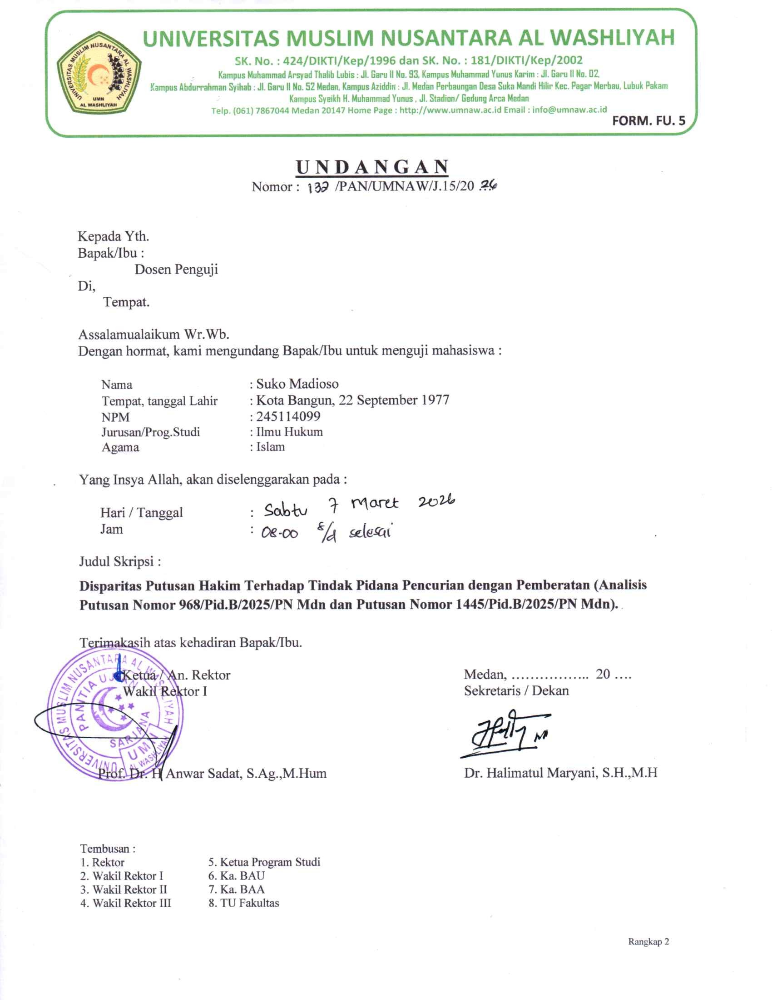 UNIVERSITAS MUSLIM NUSANTARA AL WASHLIYAH
UMN
AL WASHLIYAH
UNIVERSITAS MUSLIM NUSANTARA AL WASHLIYAH
SK. No. : 424/DIKTI/Kep/1996 dan SK. No. : 181/DIKTI/Kep/2002
Kampus Muhammad Arsyad Thalib Lubis : Jl. Garu II No. 93, Kampus Muhammad Yunus Karim : Jl. Garu II No. 02,
Kampus Abdurrahman Syihab : Jl. Garu II No. 52 Medan, Kampus Aziddin : Jl. Medan Perbaungan Desa Suka Mandi Hilir Kec. Pagar Merbau, Lubuk Pakam
Kampus Syeikh H. Muhammad Yunus , Jl. Stadion/ Gedung Arca Medan
Telp. (061) 7867044 Medan 20147 Home Page : http://www.umnaw.ac.id Email : info@umnaw.ac.id
FORM. FU. 5
UNDANGAN
Nomor : 132 /PAN/UMNAW/J.15/20 26
Kepada Yth.
Bapak/Ibu :
Dosen Penguji
Di,
Tempat.
Assalamualaikum Wr.Wb.
Dengan hormat, kami mengundang Bapak/Ibu untuk menguji mahasiswa :
Nama : Suko Madioso
Tempat, tanggal Lahir : Kota Bangun, 22 September 1977
NPM : 245114099
Jurusan/Prog.Studi : Ilmu Hukum
Agama : Islam
Yang Insya Allah, akan diselenggarakan pada :
Hari / Tanggal : Sabtu 7 Maret 2026
Jam : 08-00 s/d selesai
Judul Skripsi :
Disparitas Putusan Hakim Terhadap Tindak Pidana Pencurian dengan Pemberatan (Analisis
Putusan Nomor 968/Pid.B/2025/PN Mdn dan Putusan Nomor 1445/Pid.B/2025/PN Mdn).
Terimakasih atas kehadiran Bapak/Ibu.
Ketua / An. Rektor
Wakil Rektor I
UNIVERSITAS MUSLIM NUSANTARA AL WASHLIYAH
PANTIA UJIAN
SARJANA
UMN
AL WASHLIYAH
Prof. Dr. H Anwar Sadat, S.Ag.,M.Hum
Medan, ................. 20 ....
Sekretaris / Dekan
Dr. Halimatul Maryani, S.H.,M.H
Tembusan :
1. Rektor
2. Wakil Rektor I
3. Wakil Rektor II
4. Wakil Rektor III
5. Ketua Program Studi
6. Ka. BAU
7. Ka. BAA
8. TU Fakultas
Rangkap 2